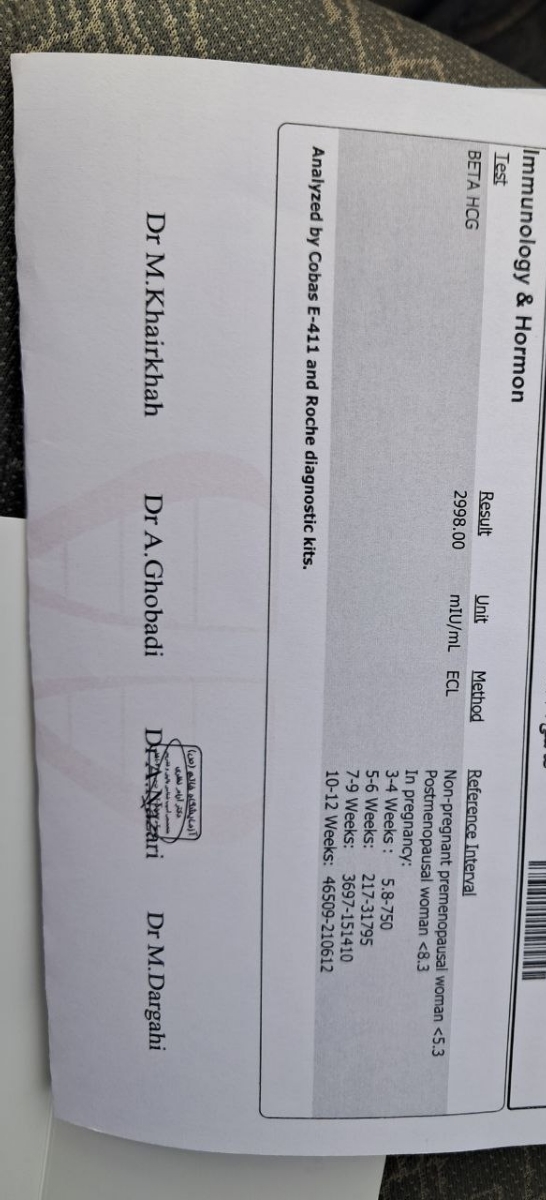 Immunology & Hormon
Test Result Unit Method Reference Interval
BETA HCG 2998.00 mIU/mL ECL Non-pregnant premenopausal woman <5.3
Postmenopausal woman <8.3
In pregnancy:
3-4 Weeks : 5.8-750
5-6 Weeks: 217-31795
7-9 Weeks: 3697-151410
10-12 Weeks: 46509-210612
Analyzed by Cobas E-411 and Roche diagnostic kits.
Dr M.Khairkhah Dr A.Ghobadi Dr A.Nazari Dr M.Dargahi